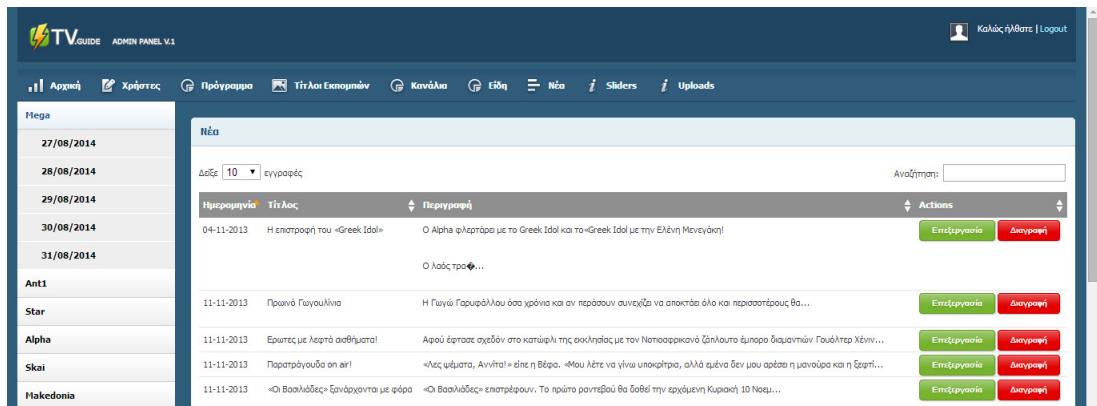 TV.GUIDE ADMIN PANEL V.1
Καλώς ήλθατε | Logout
Αρχική Χρήστες Πρόγραμμα Τίτλοι Εκπομπών Κανάλια Είδη Νέα Sliders Uploads
Mega
27/08/2014
28/08/2014
29/08/2014
30/08/2014
31/08/2014
Ant1
Star
Alpha
Skai
Makedonia
Νέα
Δείξε 10 εγγραφές
Αναζήτηση:
Ημερομηνία Τίτλος Περιγραφή Actions
04-11-2013 Η επιστροφή του «Greek Idol» Ο Alpha φλερτάρει με το Greek Idol και το«Greek Idol με την Ελένη Μενεγάκη! Επεξεργασία Διαγραφή
Ο λαός τρα�...
11-11-2013 Πρωινό Γωγουλίνια Η Γωγώ Γαρυφάλλου όσα χρόνια και αν περάσουν συνεχίζει να αποκτάει όλο και περισσοτέρους θα... Επεξεργασία Διαγραφή
11-11-2013 Ερωτες με λεφτά αισθήματα! Αφού έφτασε σχεδόν στο κατώφλι της εκκλησίας με τον Νοτιοαφρικανό ζάπλουτο έμπορο διαμαντιών Γουόλτερ Χένιν... Επεξεργασία Διαγραφή
11-11-2013 Παρατράγουδα on air! «Λες ψέματα, Αννίτα!» είπε η Βέφα. «Μου λέτε να γίνω υποκρίτρια, αλλά εμένα δεν μου αρέσει η μανούρα και η ξεφτί... Επεξεργασία Διαγραφή
11-11-2013 «Οι Βασιλιάδες» ξανάρχονται με φόρα «Οι Βασιλιάδες» επιστρέφουν. Το πρώτο ραντεβού θα δοθεί την ερχόμενη Κυριακή 10 Νοεμ... Επεξεργασία Διαγραφή